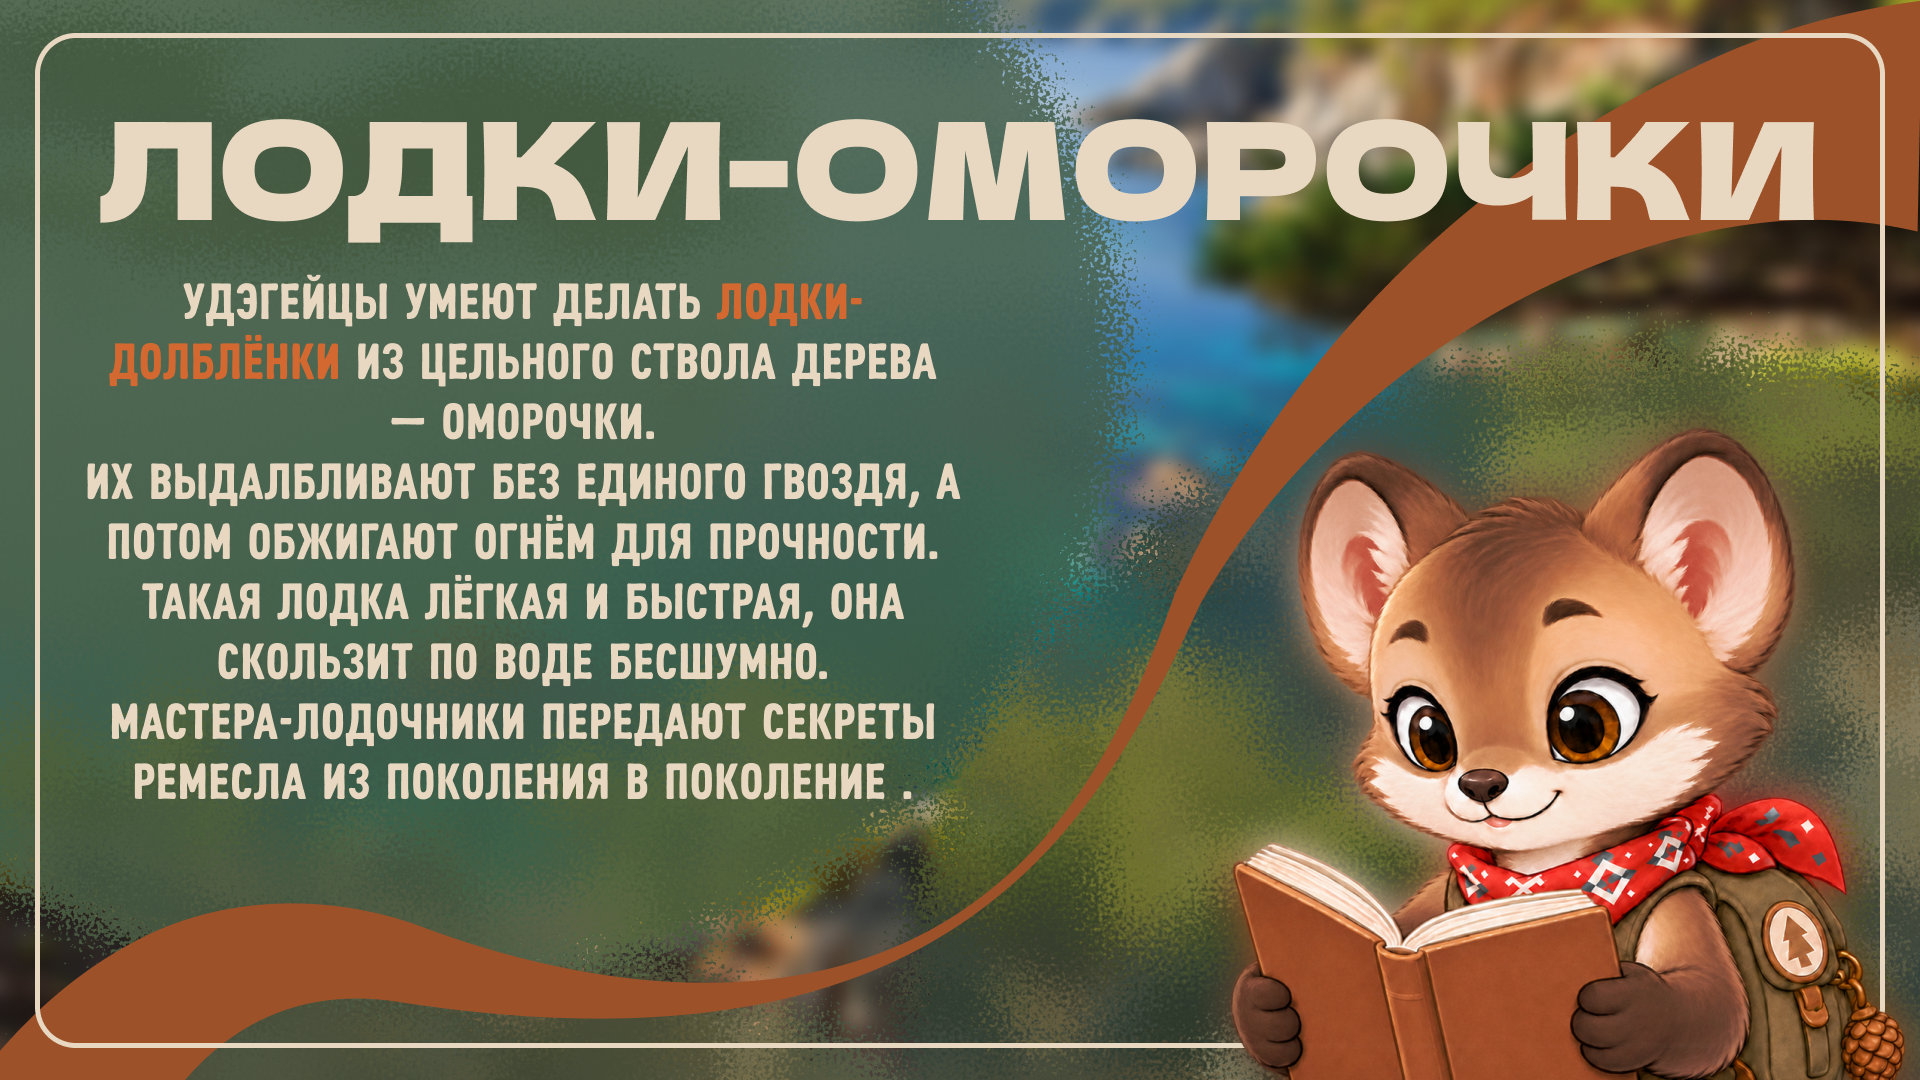 ЛОДКИ-ОМОРОЧКИ
УДЭГЕЙЦЫ УМЕЮТ ДЕЛАТЬ ЛОДКИ-
ДОЛБЛЁНКИ ИЗ ЦЕЛЬНОГО СТВОЛА ДЕРЕВА
— ОМОРОЧКИ.
ИХ ВЫДАЛБЛИВАЮТ БЕЗ ЕДИНОГО ГВОЗДЯ, А
ПОТОМ ОБЖИГАЮТ ОГНЁМ ДЛЯ ПРОЧНОСТИ.
ТАКАЯ ЛОДКА ЛЁГКАЯ И БЫСТРАЯ, ОНА
СКОЛЬЗИТ ПО ВОДЕ БЕСШУМНО.
МАСТЕРА-ЛОДОЧНИКИ ПЕРЕДАЮТ СЕКРЕТЫ
РЕМЕСЛА ИЗ ПОКОЛЕНИЯ В ПОКОЛЕНИЕ .